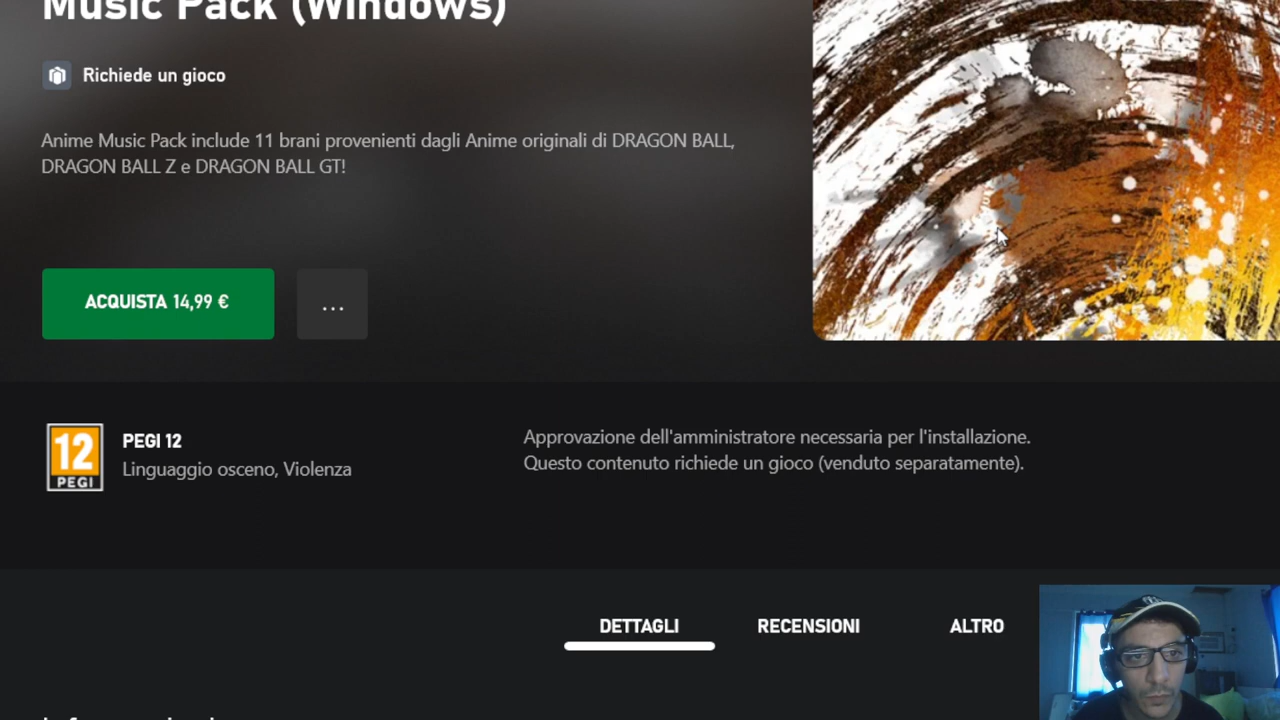 Music Pack (Windows)
Richiede un gioco
Anime Music Pack include 11 brani provenienti dagli Anime originali di DRAGON BALL,
DRAGON BALL Z e DRAGON BALL GT!
ACQUISTA 14,99 €
...
12
PEGI
PEGI 12
Linguaggio osceno, Violenza
Approvazione dell'amministratore necessaria per l'installazione.
Questo contenuto richiede un gioco (venduto separatamente).
DETTAGLI
RECENSIONI
ALTRO